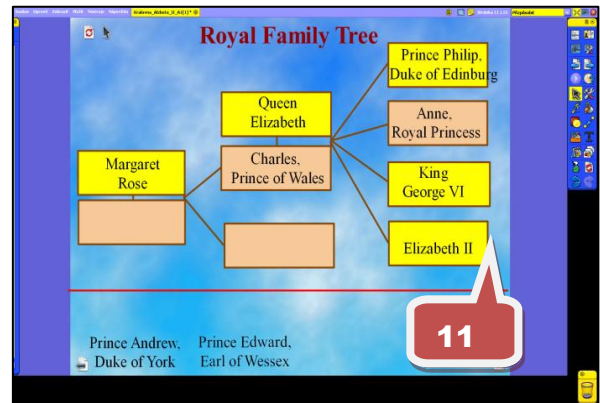 Royal Family Tree
Prince Philip,
Duke of Edinburg
Queen
Elizabeth
Anne,
Royal Princess
Margaret
Rose
Charles,
Prince of Wales
King
George VI
Elizabeth II
11
Prince Andrew,
Duke of York
Prince Edward,
Earl of Wessex